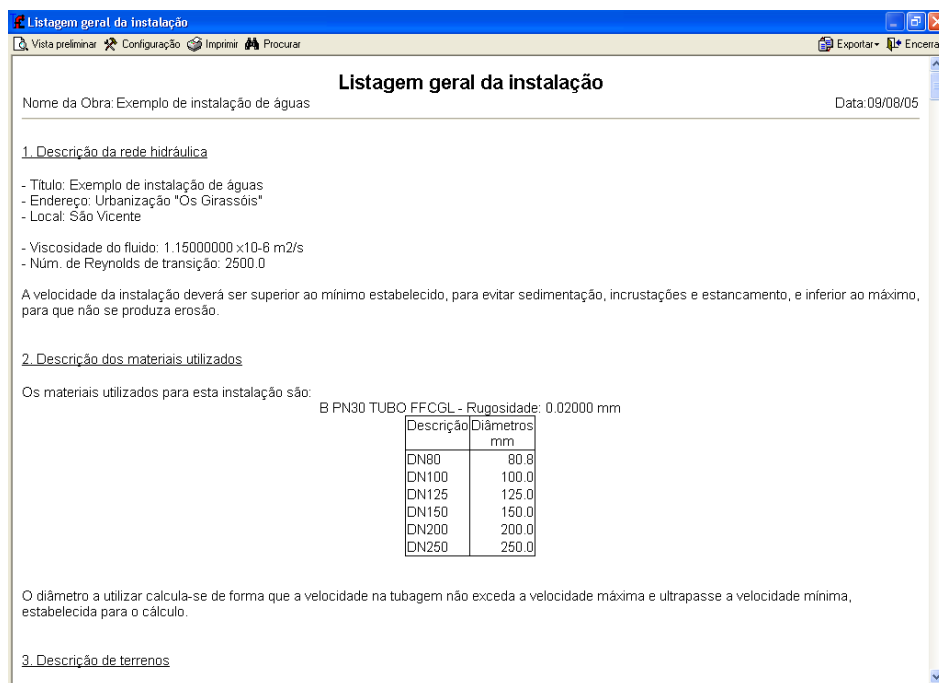 Listagem geral da instalação
Vista preliminar Configuração Imprimir Procurar Exportar Encerra
Listagem geral da instalação
Nome da Obra: Exemplo de instalação de águas Data:09/08/05
1. Descrição da rede hidráulica
- Título: Exemplo de instalação de águas
- Endereço: Urbanização "Os Girassóis"
- Local: São Vicente
- Viscosidade do fluido: 1.15000000 x10-6 m2/s
- Núm. de Reynolds de transição: 2500.0
A velocidade da instalação deverá ser superior ao mínimo estabelecido, para evitar sedimentação, incrustações e estancamento, e inferior ao máximo,
para que não se produza erosão.
2. Descrição dos materiais utilizados
Os materiais utilizados para esta instalação são:
B PN30 TUBO FFCGL - Rugosidade: 0.02000 mm
Descrição Diâmetros
mm
DN80 80.8
DN100 100.0
DN125 125.0
DN150 150.0
DN200 200.0
DN250 250.0
O diâmetro a utilizar calcula-se de forma que a velocidade na tubagem não exceda a velocidade máxima e ultrapasse a velocidade mínima,
estabelecida para o cálculo.
3. Descrição de terrenos